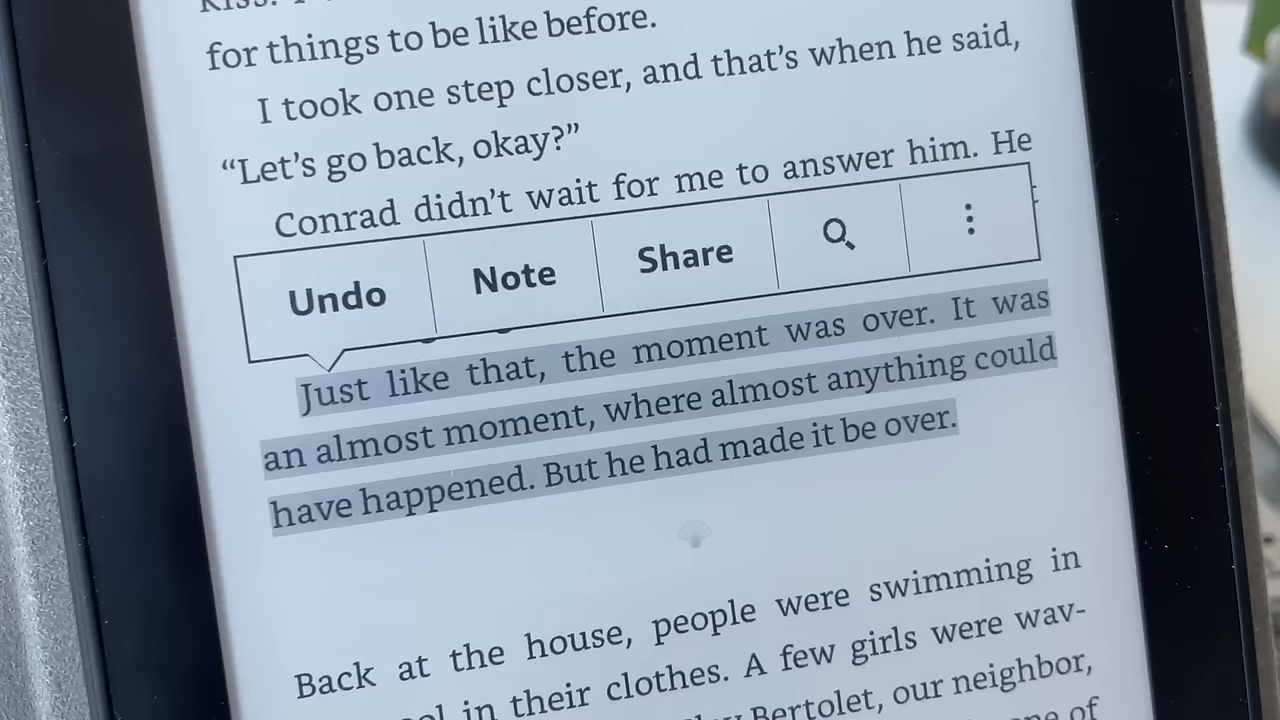 for things to be like before.
I took one step closer, and that's when he said,
“Let's go back, okay?”
Conrad didn't wait for me to answer him. He
Undo Note Share
Just like that, the moment was over. It was
an almost moment, where almost anything could
have happened. But he had made it be over.
Back at the house, people were swimming in
in their clothes. A few girls were wav-
Bertolet, our neighbor,
of